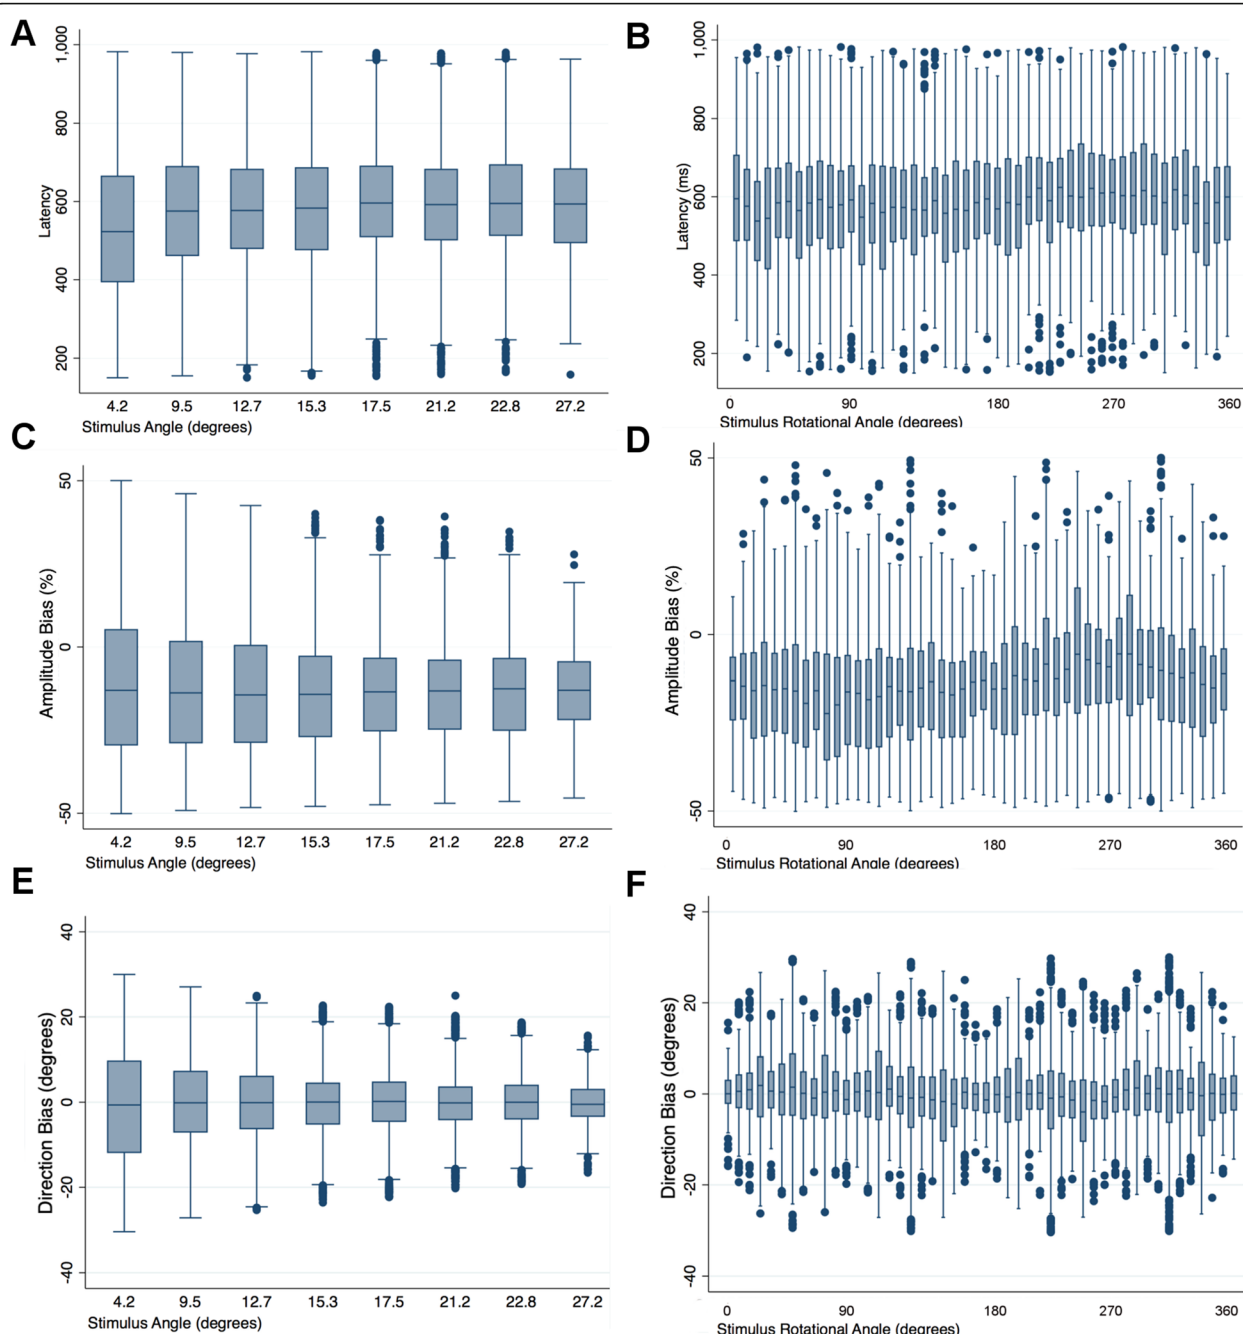 A
1,000
800
600
400
200
Latency
4.2 9.5 12.7 15.3 17.5 21.2 22.8 27.2
Stimulus Angle (degrees)
B
1,000
800
600
400
200
Latency (ms)
0 90 180 270 360
Stimulus Rotational Angle (degrees)
C
50
0
-50
Amplitude Bias (%)
4.2 9.5 12.7 15.3 17.5 21.2 22.8 27.2
Stimulus Angle (degrees)
D
50
0
-50
Amplitude Bias (%)
0 90 180 270 360
Stimulus Rotational Angle (degrees)
E
40
20
0
-20
-40
Direction Bias (degrees)
4.2 9.5 12.7 15.3 17.5 21.2 22.8 27.2
Stimulus Angle (degrees)
F
40
20
0
-20
-40
Direction Bias (degrees)
0 90 180 270 360
Stimulus Rotational Angle (degrees)